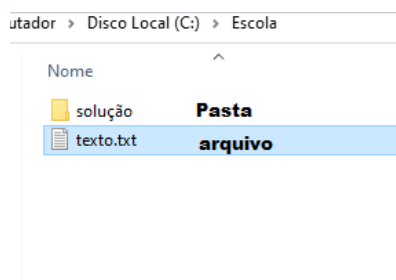 utador > Disco Local (C:) > Escola
Nome
solução Pasta
texto.txt arquivo